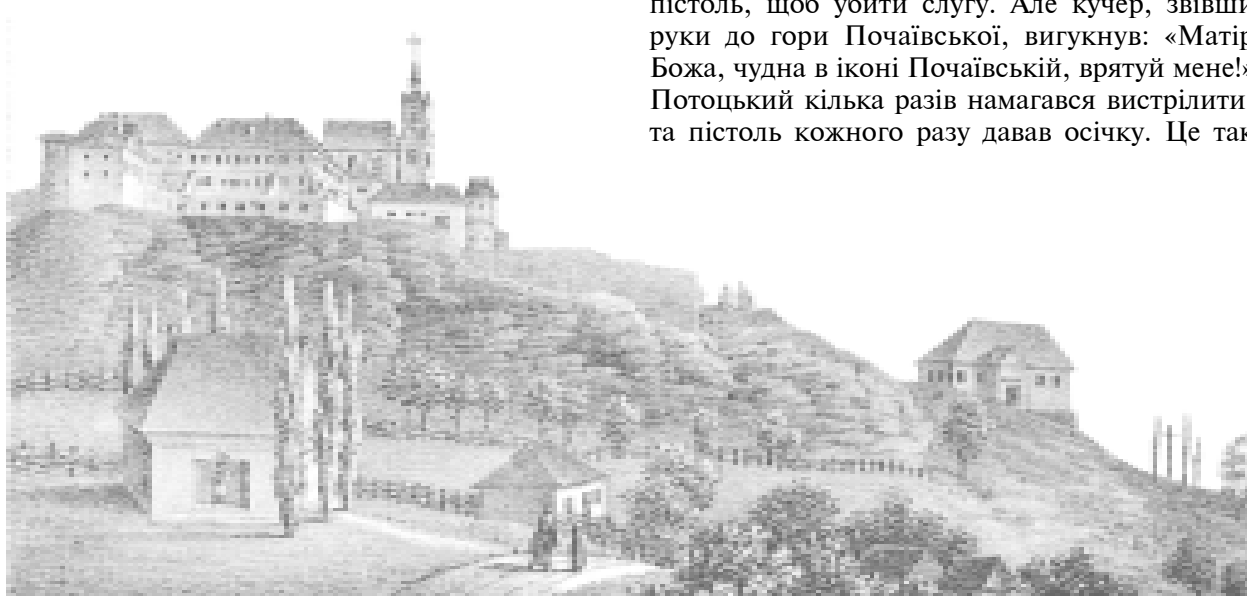 пістоль, щоб убити слугу. Але кучер, звівши
руки до гори Почаївської, вигукнув: «Матір
Божа, чудна в іконі Почаївській, врятуй мене!»
Потоцький кілька разів намагався вистрілити
та пістоль кожного разу давав осічку. Це так